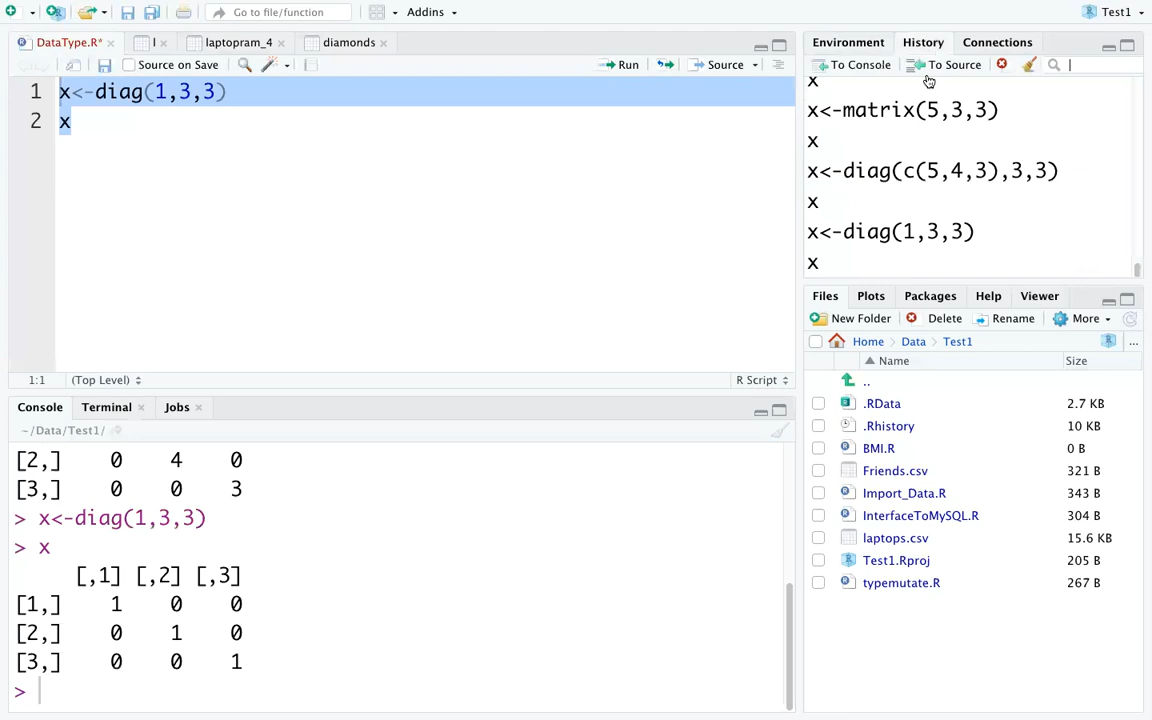 Go to file/function
Addins
Test1
DataType.R*
l
laptopram_4
diamonds
Source on Save
Run
Source
1 x<-diag(1,3,3)
2 x
1:1 (Top Level)
R Script
Console Terminal Jobs
~/Data/Test1/
[2,] 0 4 0
[3,] 0 0 3
> x<-diag(1,3,3)
> x
[,1] [,2] [,3]
[1,] 1 0 0
[2,] 0 1 0
[3,] 0 0 1
>
Environment History Connections
To Console To Source
x
x<-matrix(5,3,3)
x
x<-diag(c(5,4,3),3,3)
x
x<-diag(1,3,3)
x
Files Plots Packages Help Viewer
New Folder Delete Rename More
Home Data Test1 ...
Name Size
..
.RData 2.7 KB
.Rhistory 10 KB
BMI.R 0 B
Friends.csv 321 B
Import_Data.R 343 B
InterfaceToMySQL.R 304 B
laptops.csv 15.6 KB
Test1.Rproj 205 B
typemutate.R 267 B